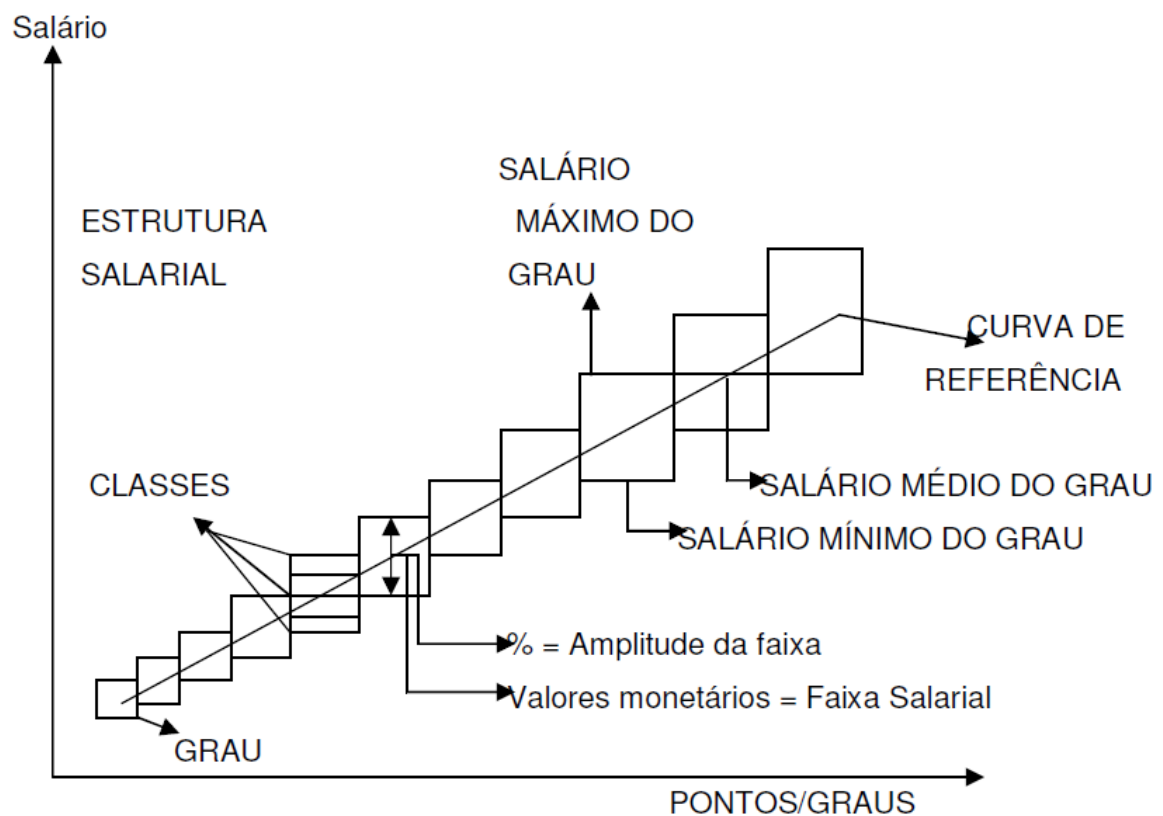 Salário
ESTRUTURA
SALARIAL
SALÁRIO
MÁXIMO DO
GRAU
CURVA DE
REFERÊNCIA
CLASSES
SALÁRIO MÉDIO DO GRAU
SALÁRIO MÍNIMO DO GRAU
% = Amplitude da faixa
Valores monetários = Faixa Salarial
GRAU
PONTOS/GRAUS